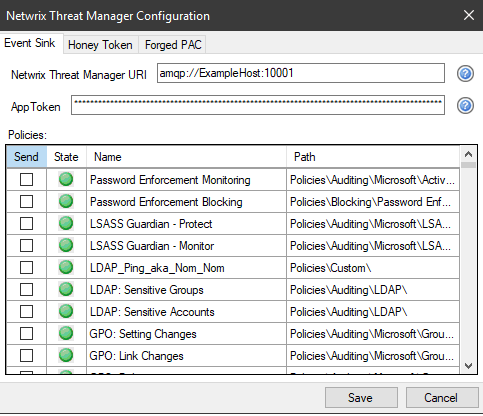 Netwrix Threat Manager Configuration
Event Sink Honey Token Forged PAC
Netwrix Threat Manager URI amqp://ExampleHost:10001
AppToken ********************************************************************************
Policies:
Send State Name Path
Password Enforcement Monitoring Policies\Auditing\Microsoft\Activ...
Password Enforcement Blocking Policies\Blocking\Password Enf...
LSASS Guardian - Protect Policies\Auditing\Microsoft\LSA...
LSASS Guardian - Monitor Policies\Auditing\Microsoft\LSA...
LDAP_Ping_aka_Nom_Nom Policies\Custom\
LDAP: Sensitive Groups Policies\Auditing\LDAP\
LDAP: Sensitive Accounts Policies\Auditing\LDAP\
GPO: Setting Changes Policies\Auditing\Microsoft\Grou...
GPO: Link Changes Policies\Auditing\Microsoft\Grou...
Save Cancel